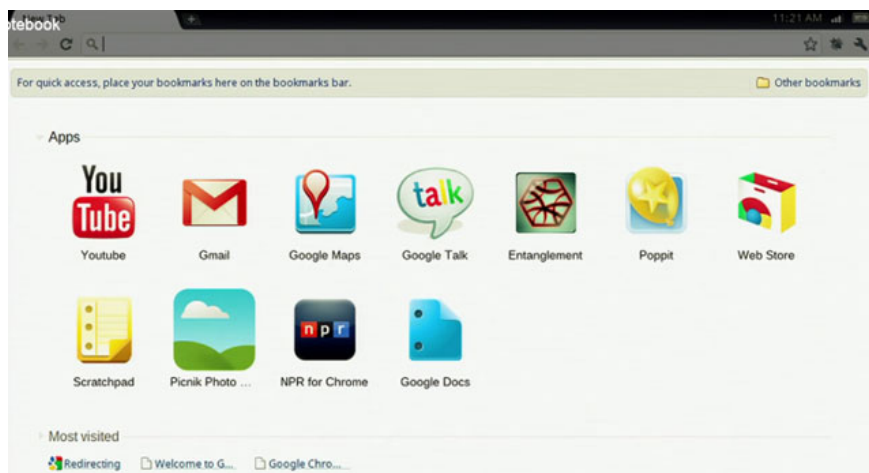 New Tab
tebook
11:21 AM
For quick access, place your bookmarks here on the bookmarks bar.
Other bookmarks
Apps
You
Tube
talk
Youtube Gmail Google Maps Google Talk Entanglement Poppit Web Store
npr
Scratchpad Picnik Photo ... NPR for Chrome Google Docs
Most visited
Redirecting Welcome to G... Google Chro...